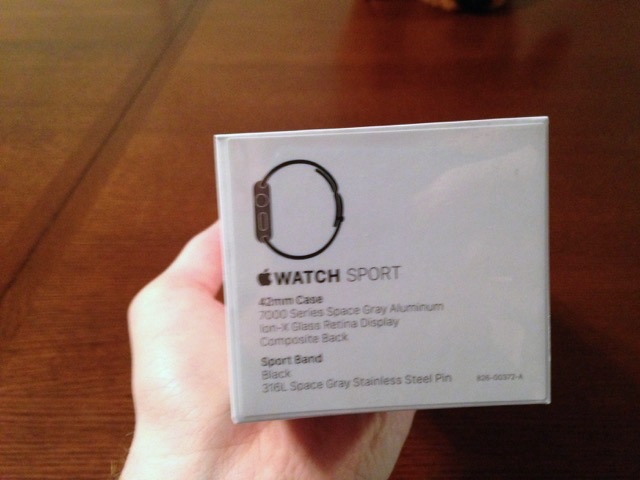 WATCH SPORT
42mm Case
7000 Series Space Gray Aluminum
Ion-X Glass Retina Display
Composite Back
Sport Band
Black
316L Space Gray Stainless Steel Pin
826-00372-A